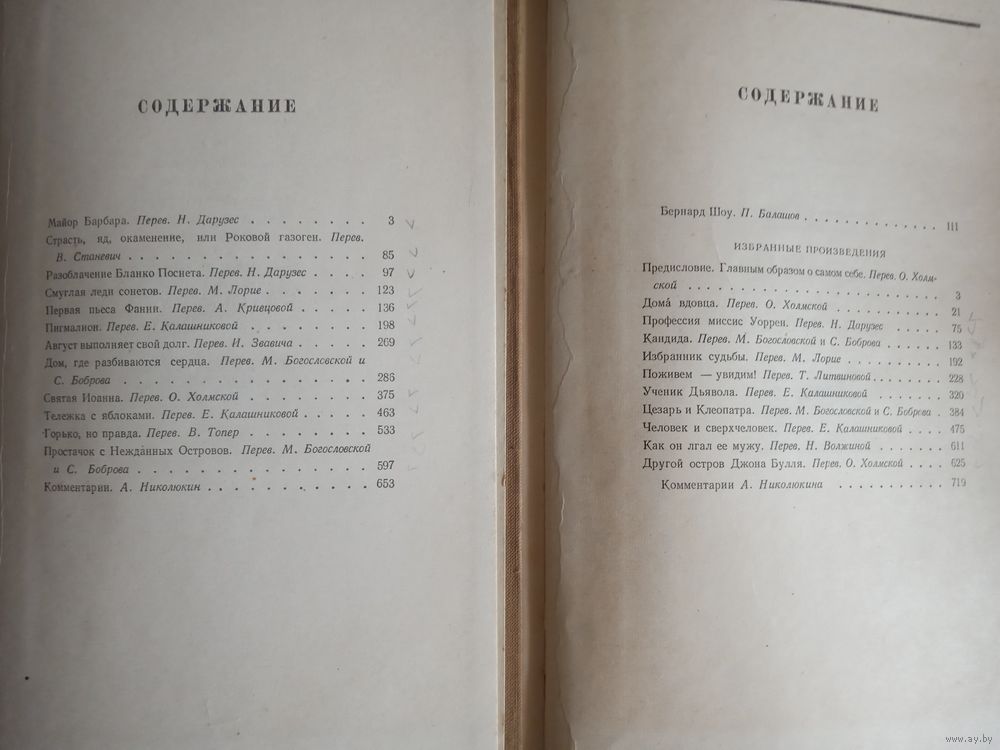 СОДЕРЖАНИЕ
Майор Барбара. Перев. Н. Дарузес . . . . . . . . 3
Страсть, яд, окаменение, или Роковой газоген. Перев.
В. Станевич . . . . . . . . . . . . . . . . 85
Разоблачение Бланко Поснета. Перев. Н. Дарузес . . . . 97
Смуглая леди сонетов. Перев. М. Лорие . . . . . . . 123
Первая пьеса Фанни. Перев. А. Кривцовой . . . . . 136
Пигмалион. Перев. Е. Калашниковой . . . . . . . . 198
Август выполняет свой долг. Перев. И. Звавича . . . . 269
Дом, где разбиваются сердца. Перев. М. Богословской и
С. Боброва . . . . . . . . . . . . . . . . 286
Святая Иоанна. Перев. О. Холмской . . . . . . . . 375
Тележка с яблоками. Перев. Е. Калашниковой . . . . . 463
Горько, но правда. Перев. В. Топер . . . . . . . . 533
Простачок с Нежданных Островов. Перев. М. Богословской
и С. Боброва . . . . . . . . . . . . . . . 597
Комментарии. А. Николюкин . . . . . . . . . . . 653
СОДЕРЖАНИЕ
Бернард Шоу. П. Балашов . . . . . . . . . . . III
ИЗБРАННЫЕ ПРОИЗВЕДЕНИЯ
Предисловие. Главным образом о самом себе. Перев. О. Холм-
ской . . . . . . . . . . . . . . . . . . . . . 3
Дома́ вдовца. Перев. О. Холмской . . . . . . . . . 21
Профессия миссис Уоррен. Перев. Н. Дарузес . . . . . 75
Кандида. Перев. М. Богословской и С. Боброва . . . . . 133
Избранник судьбы. Перев. М. Лорие . . . . . . . . 192
Поживем — увидим! Перев. Т. Литвиновой . . . . . . . 228
Ученик Дьявола. Перев. Е. Калашниковой . . . . . . 320
Цезарь и Клеопатра. Перев. М. Богословской и С. Боброва . 384
Человек и сверхчеловек. Перев. Е. Калашниковой . . . . 475
Как он лгал ее мужу. Перев. Н. Волжиной . . . . . . 611
Другой остров Джона Булля. Перев. О. Холмской . . . . 625
Комментарии А. Николюкина . . . . . . . . . . 719
www.ay.by